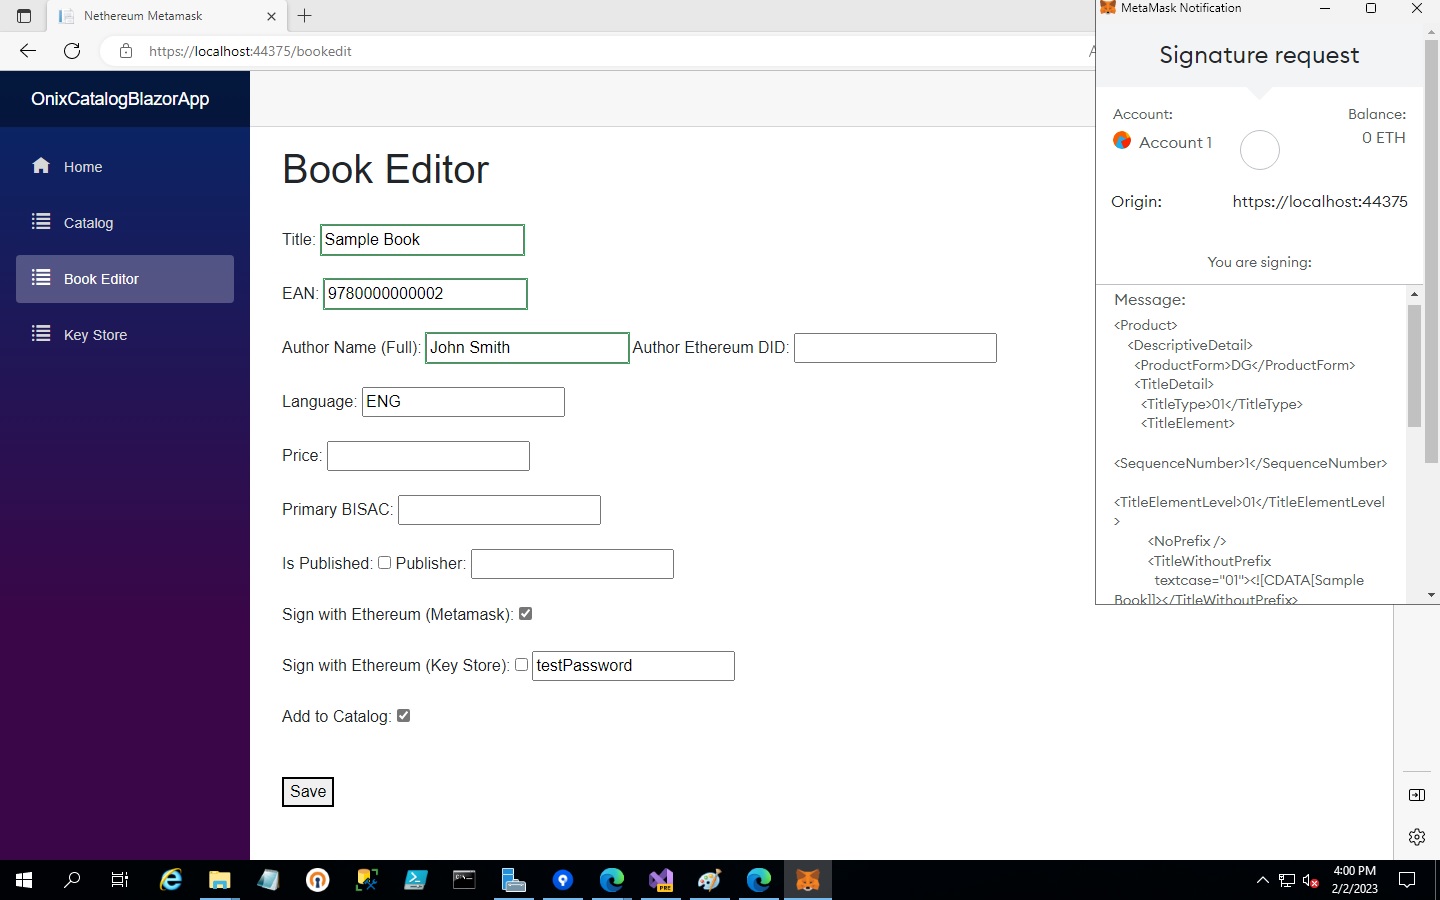 Nethereum Metamask
https://localhost:44375/bookedit
OnixCatalogBlazorApp
Home
Catalog
Book Editor
Key Store
Book Editor
Title: Sample Book
EAN: 9780000000002
Author Name (Full): John Smith Author Ethereum DID:
Language: ENG
Price:
Primary BISAC:
Is Published: Publisher:
Sign with Ethereum (Metamask):
Sign with Ethereum (Key Store): testPassword
Add to Catalog:
Save
MetaMask Notification
Signature request
Account: Balance:
Account 1 0 ETH
Origin: https://localhost:44375
You are signing:
Message:
<Product>
<DescriptiveDetail>
<ProductForm>DG</ProductForm>
<TitleDetail>
<TitleType>01</TitleType>
<TitleElement>
<SequenceNumber>1</SequenceNumber>
<TitleElementLevel>01</TitleElementLevel
>
<NoPrefix />
<TitleWithoutPrefix
textcase="01"><![CDATA[Sample
Book]]></TitleWithoutPrefix>
4:00 PM
2/2/2023